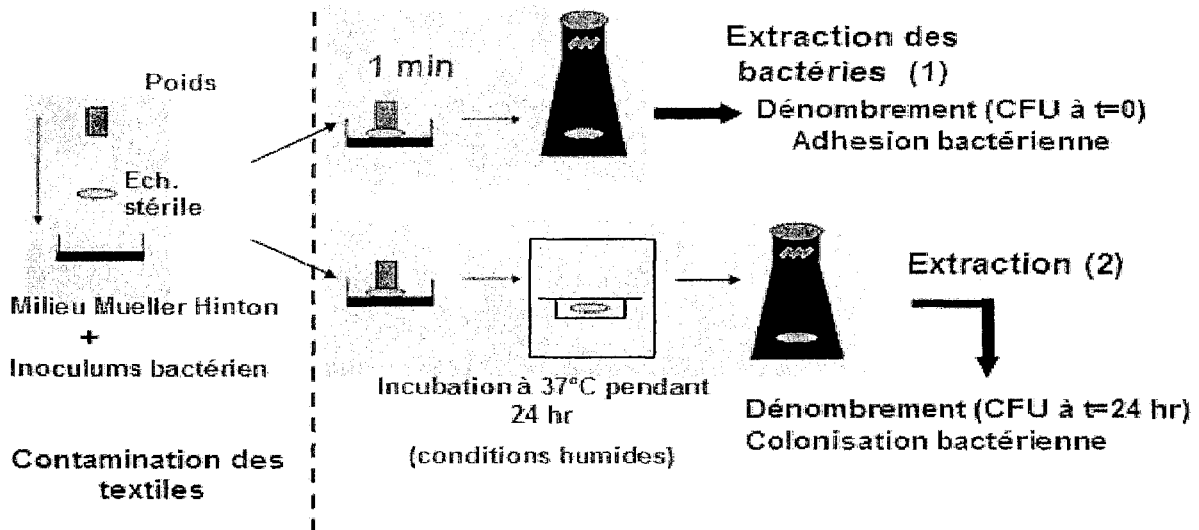 Poids
Ech.
stérile
Milieu Mueller Hinton
+
Inoculums bactérien
Contamination des
textiles
1 min
Extraction des
bactéries (1)
Dénombrement (CFU à t=0)
Adhesion bactérienne
Incubation à 37°C pendant
24 hr
(conditions humides)
Extraction (2)
Dénombrement (CFU à t=24 hr)
Colonisation bactérienne